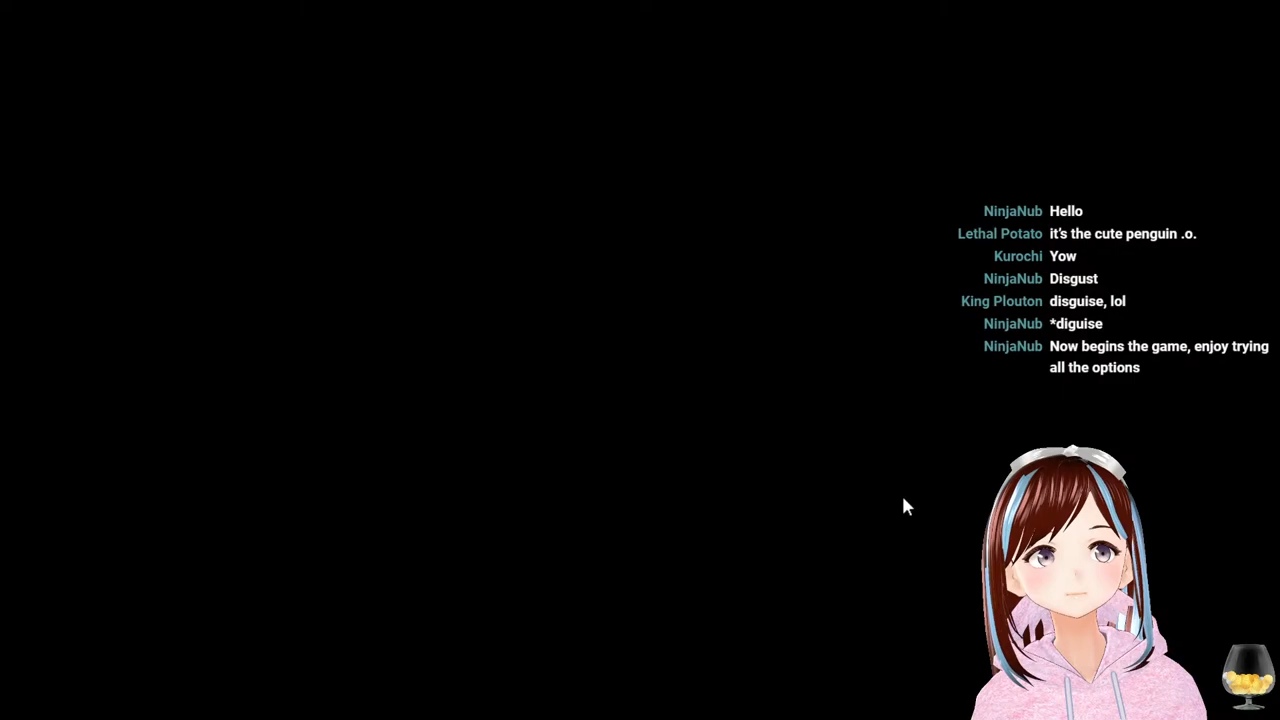 NinjaNub Hello
Lethal Potato it's the cute penguin .o.
Kurochi Yow
NinjaNub Disgust
King Plouton disguise, lol
NinjaNub *diguise
NinjaNub Now begins the game, enjoy trying
all the options